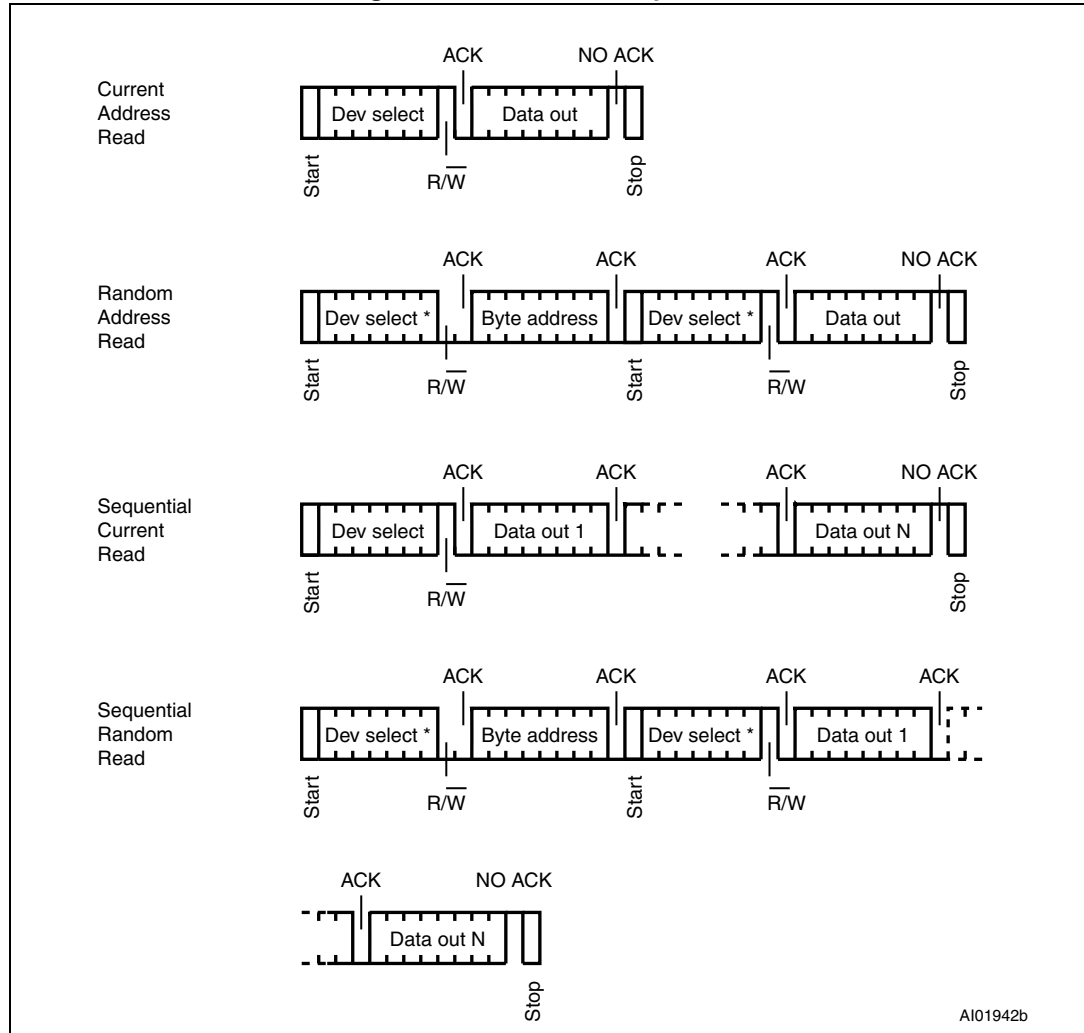 ACK NO ACK
Current
Address
Read
Dev select Data out
Start R/W̅ Stop
ACK ACK ACK NO ACK
Random
Address
Read
Dev select * Byte address Dev select * Data out
Start R/W̅ Start R̅/W Stop
ACK ACK ACK NO ACK
Sequential
Current
Read
Dev select Data out 1 Data out N
Start R/W̅ Stop
ACK ACK ACK ACK
Sequential
Random
Read
Dev select * Byte address Dev select * Data out 1
Start R/W̅ Start R̅/W
ACK NO ACK
Data out N
Stop
AI01942b